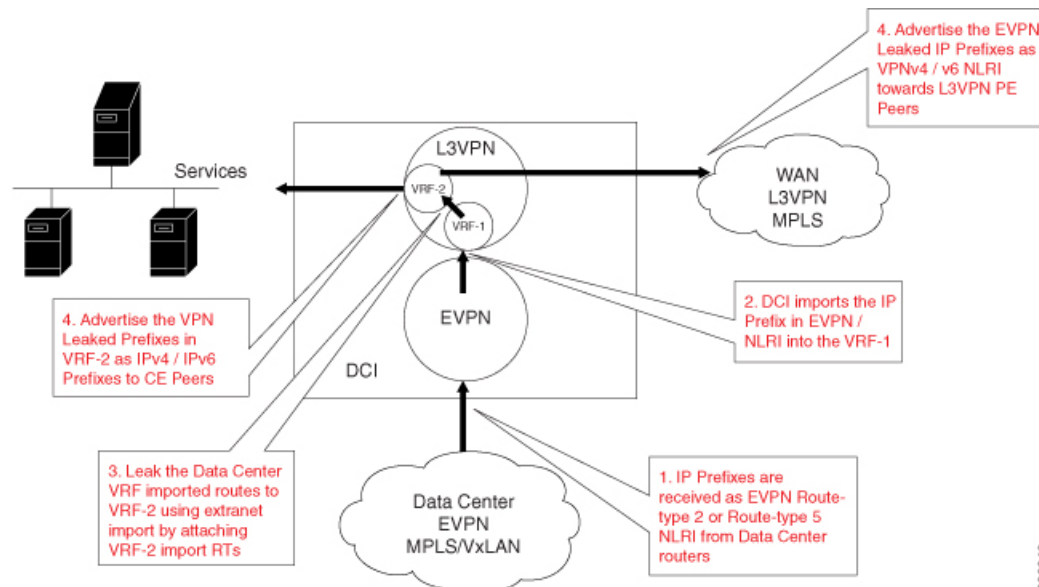 4. Advertise the EVPN
Leaked IP Prefixes as
VPNv4 / v6 NLRI
towards L3VPN PE
Peers
L3VPN
Services
VRF-2
VRF-1
WAN
L3VPN
MPLS
EVPN
DCI
2. DCI imports the IP
Prefix in EVPN /
NLRI into the VRF-1
4. Advertise the VPN
Leaked Prefixes in
VRF-2 as IPv4 / IPv6
Prefixes to CE Peers
3. Leak the Data Center
VRF imported routes to
VRF-2 using extranet
import by attaching
VRF-2 import RTs
Data Center
EVPN
MPLS/VxLAN
1. IP Prefixes are
received as EVPN Route-
type 2 or Route-type 5
NLRI from Data Center
routers